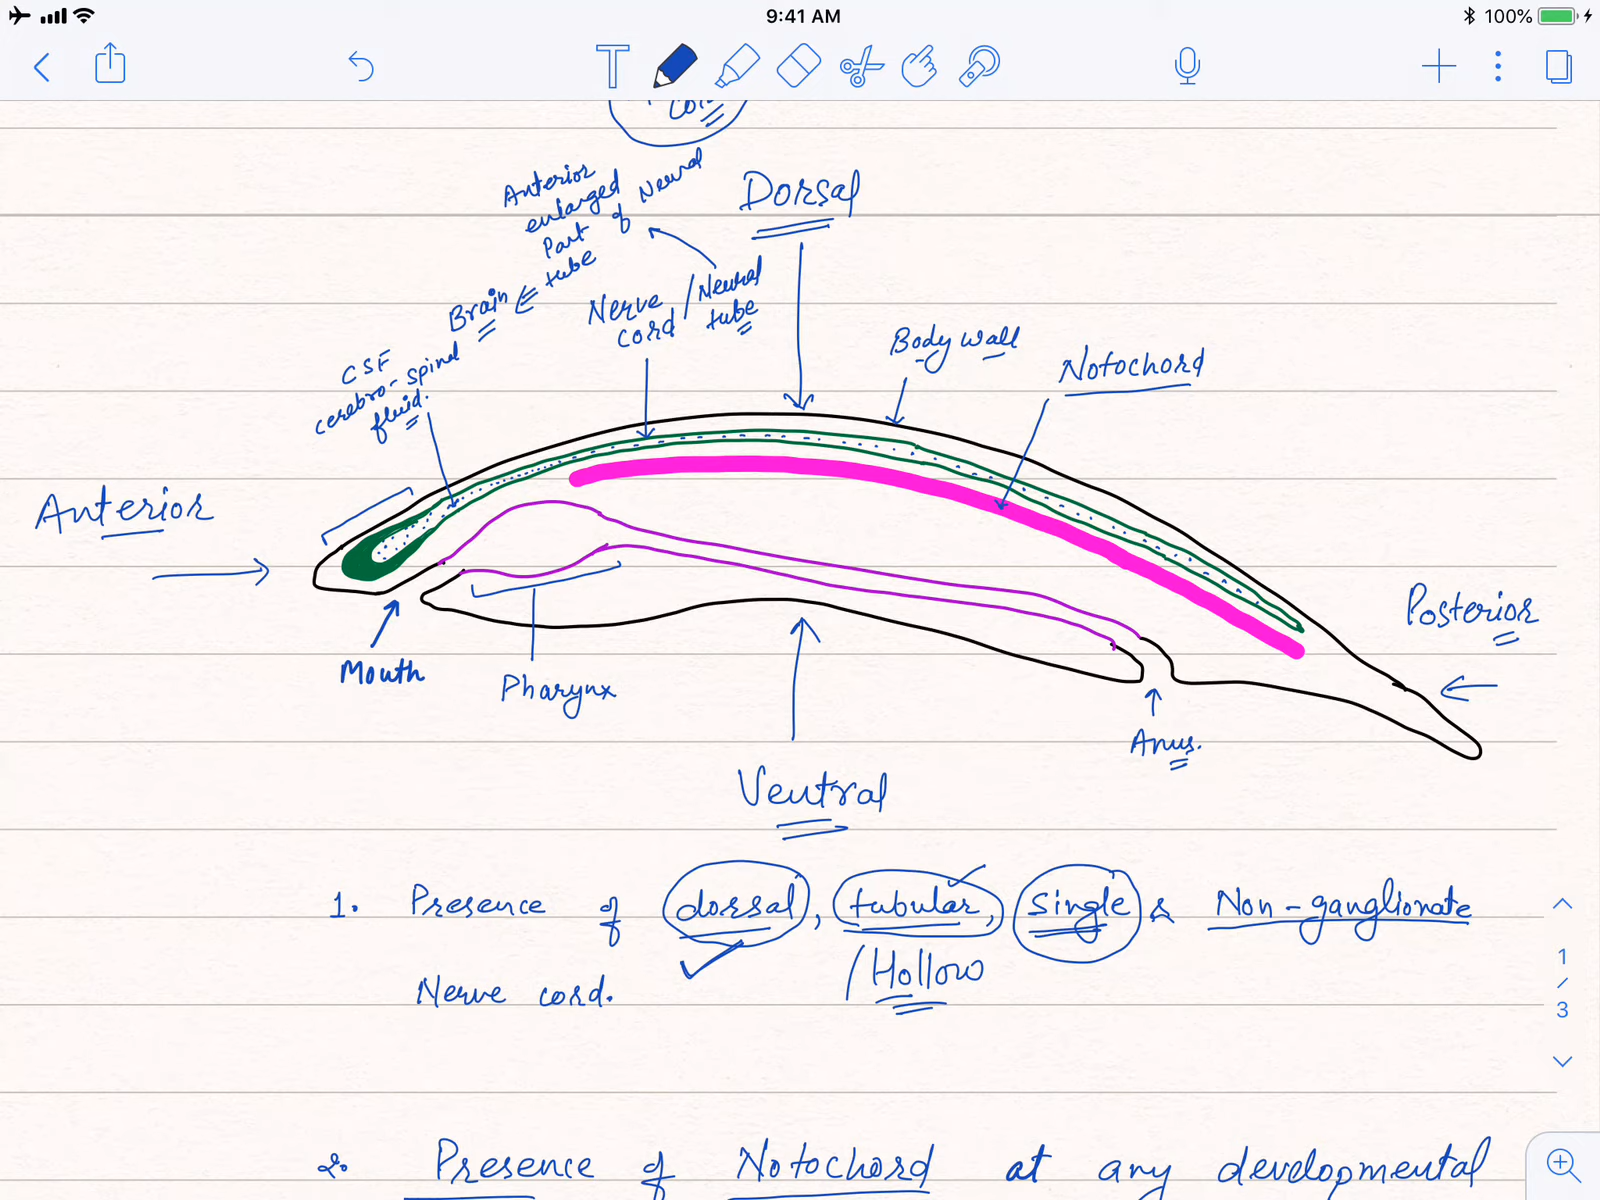 9:41 AM
100%
T
Dorsal
Anterior
enlarged
Part of Neural
tube
Brain
Nerve
cord
/Neural
tube
Body wall
Notochord
CSF
cerebro-spinal
fluid.
Anterior
Posterior
Mouth
Pharynx
Anus.
Ventral
1. Presence of dorsal, tubular, single & Non-ganglionate
/Hollow
Nerve cord.
1
/
3
2. Presence of Notochord at any developmental